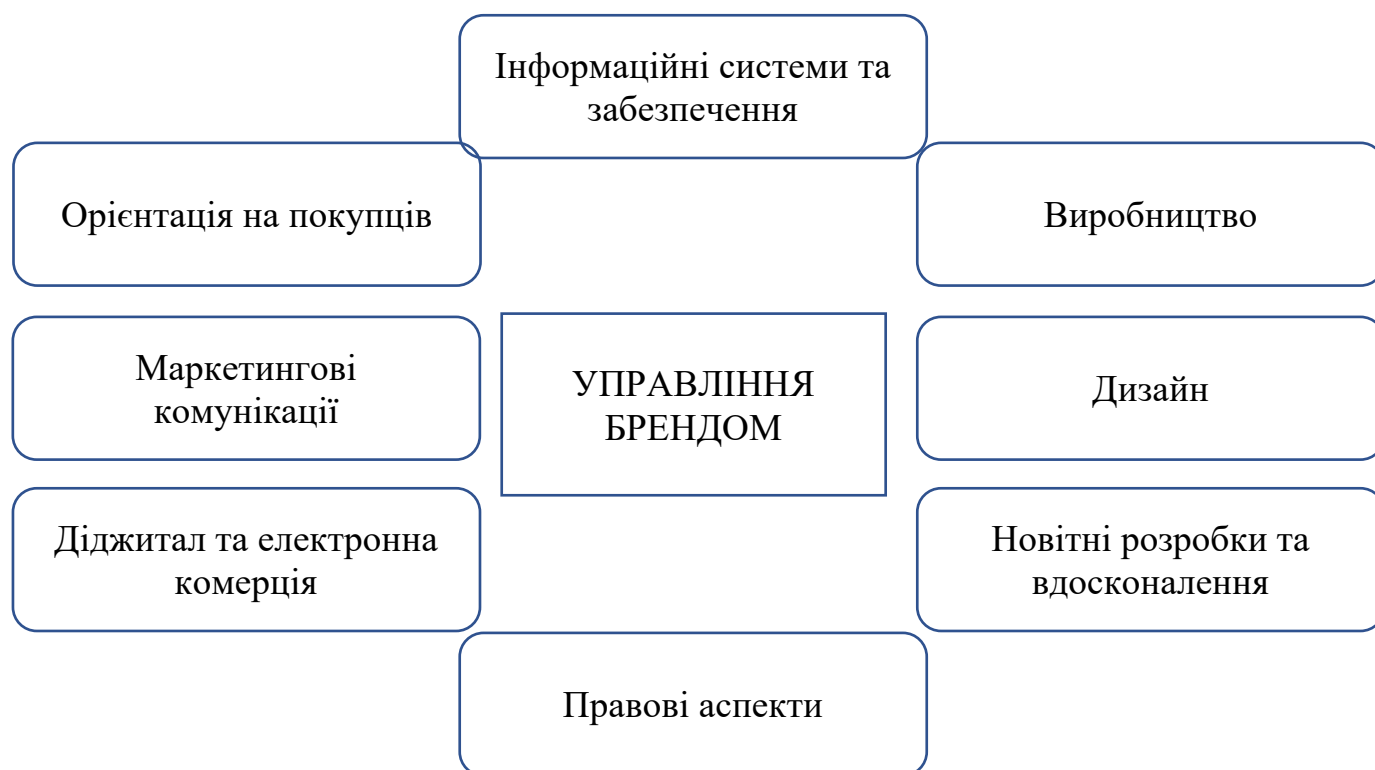 Інформаційні системи та
забезпечення
Орієнтація на покупців
Виробництво
Маркетингові
комунікації
УПРАВЛІННЯ
БРЕНДОМ
Дизайн
Діджитал та електронна
комерція
Новітні розробки та
вдосконалення
Правові аспекти